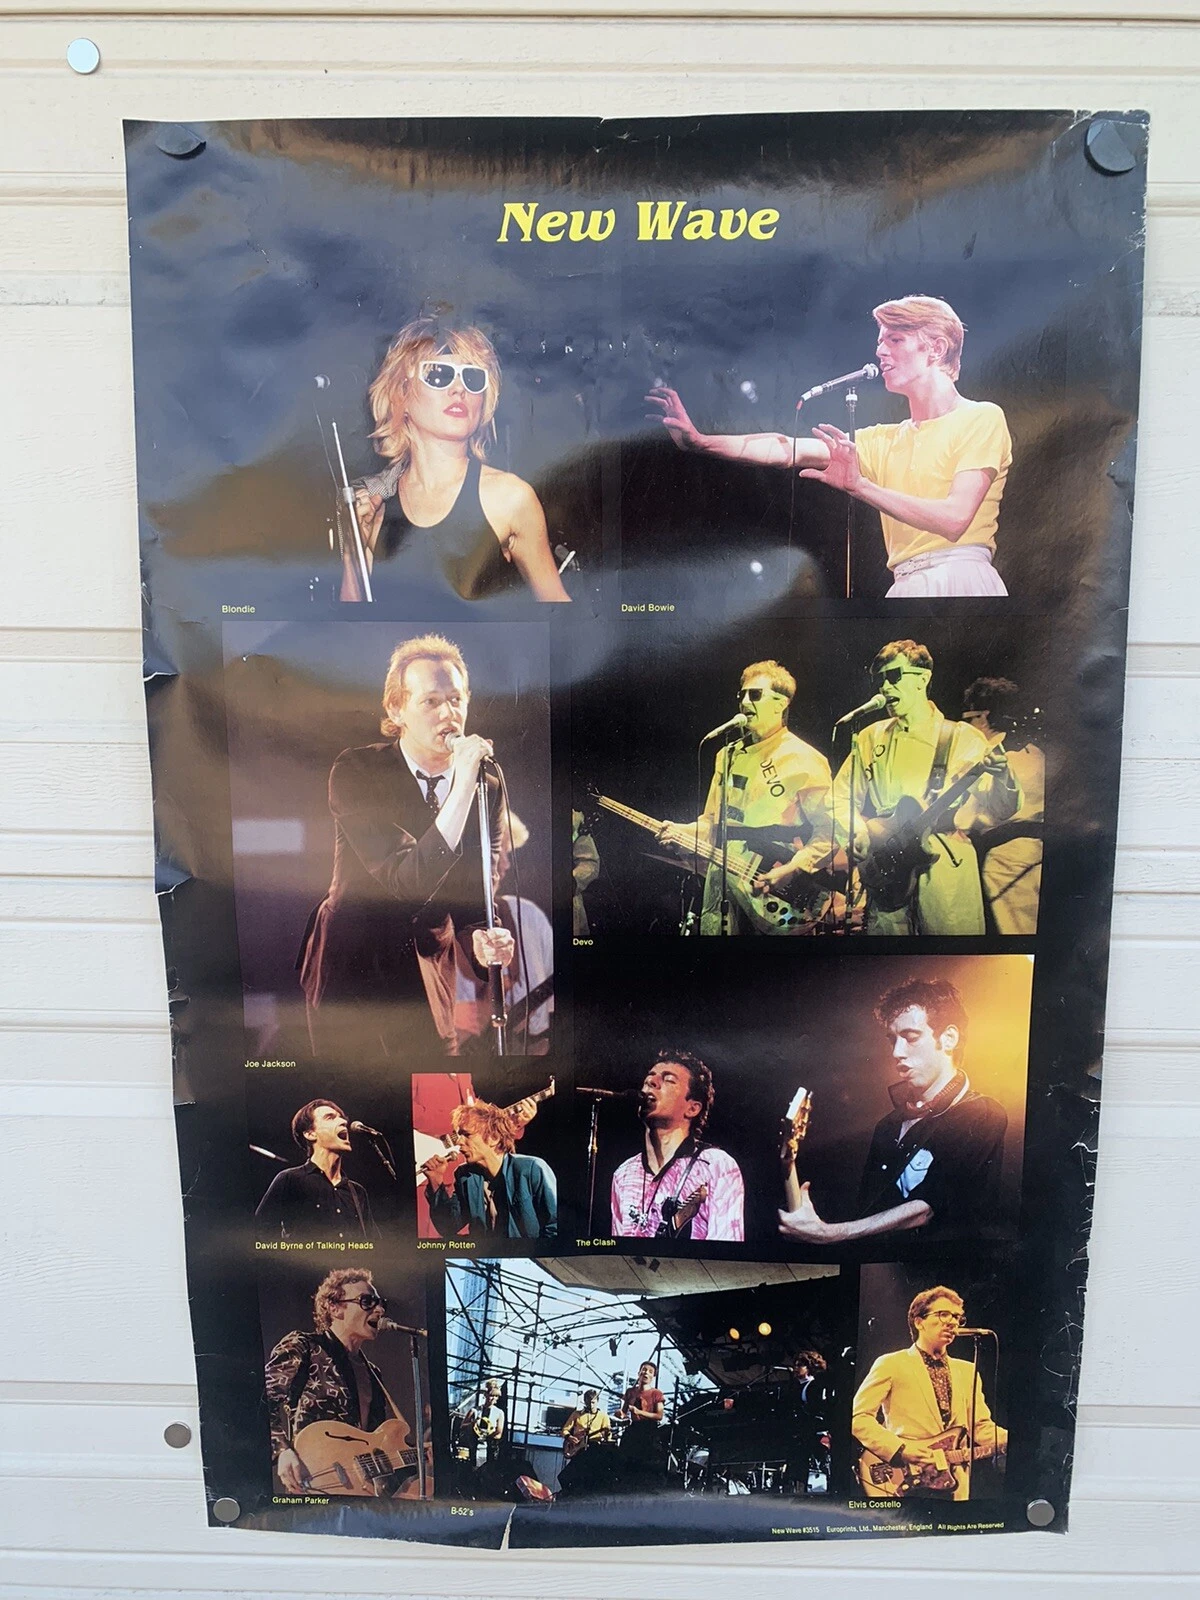 New Wave
Blondie
David Bowie
DEVO
Joe Jackson
Devo
David Byrne of Talking Heads
Johnny Rotten
The Clash
Graham Parker
B-52's
Elvis Costello
New Wave #3515 Europrints, Ltd., Manchester, England All Rights Are Reserved